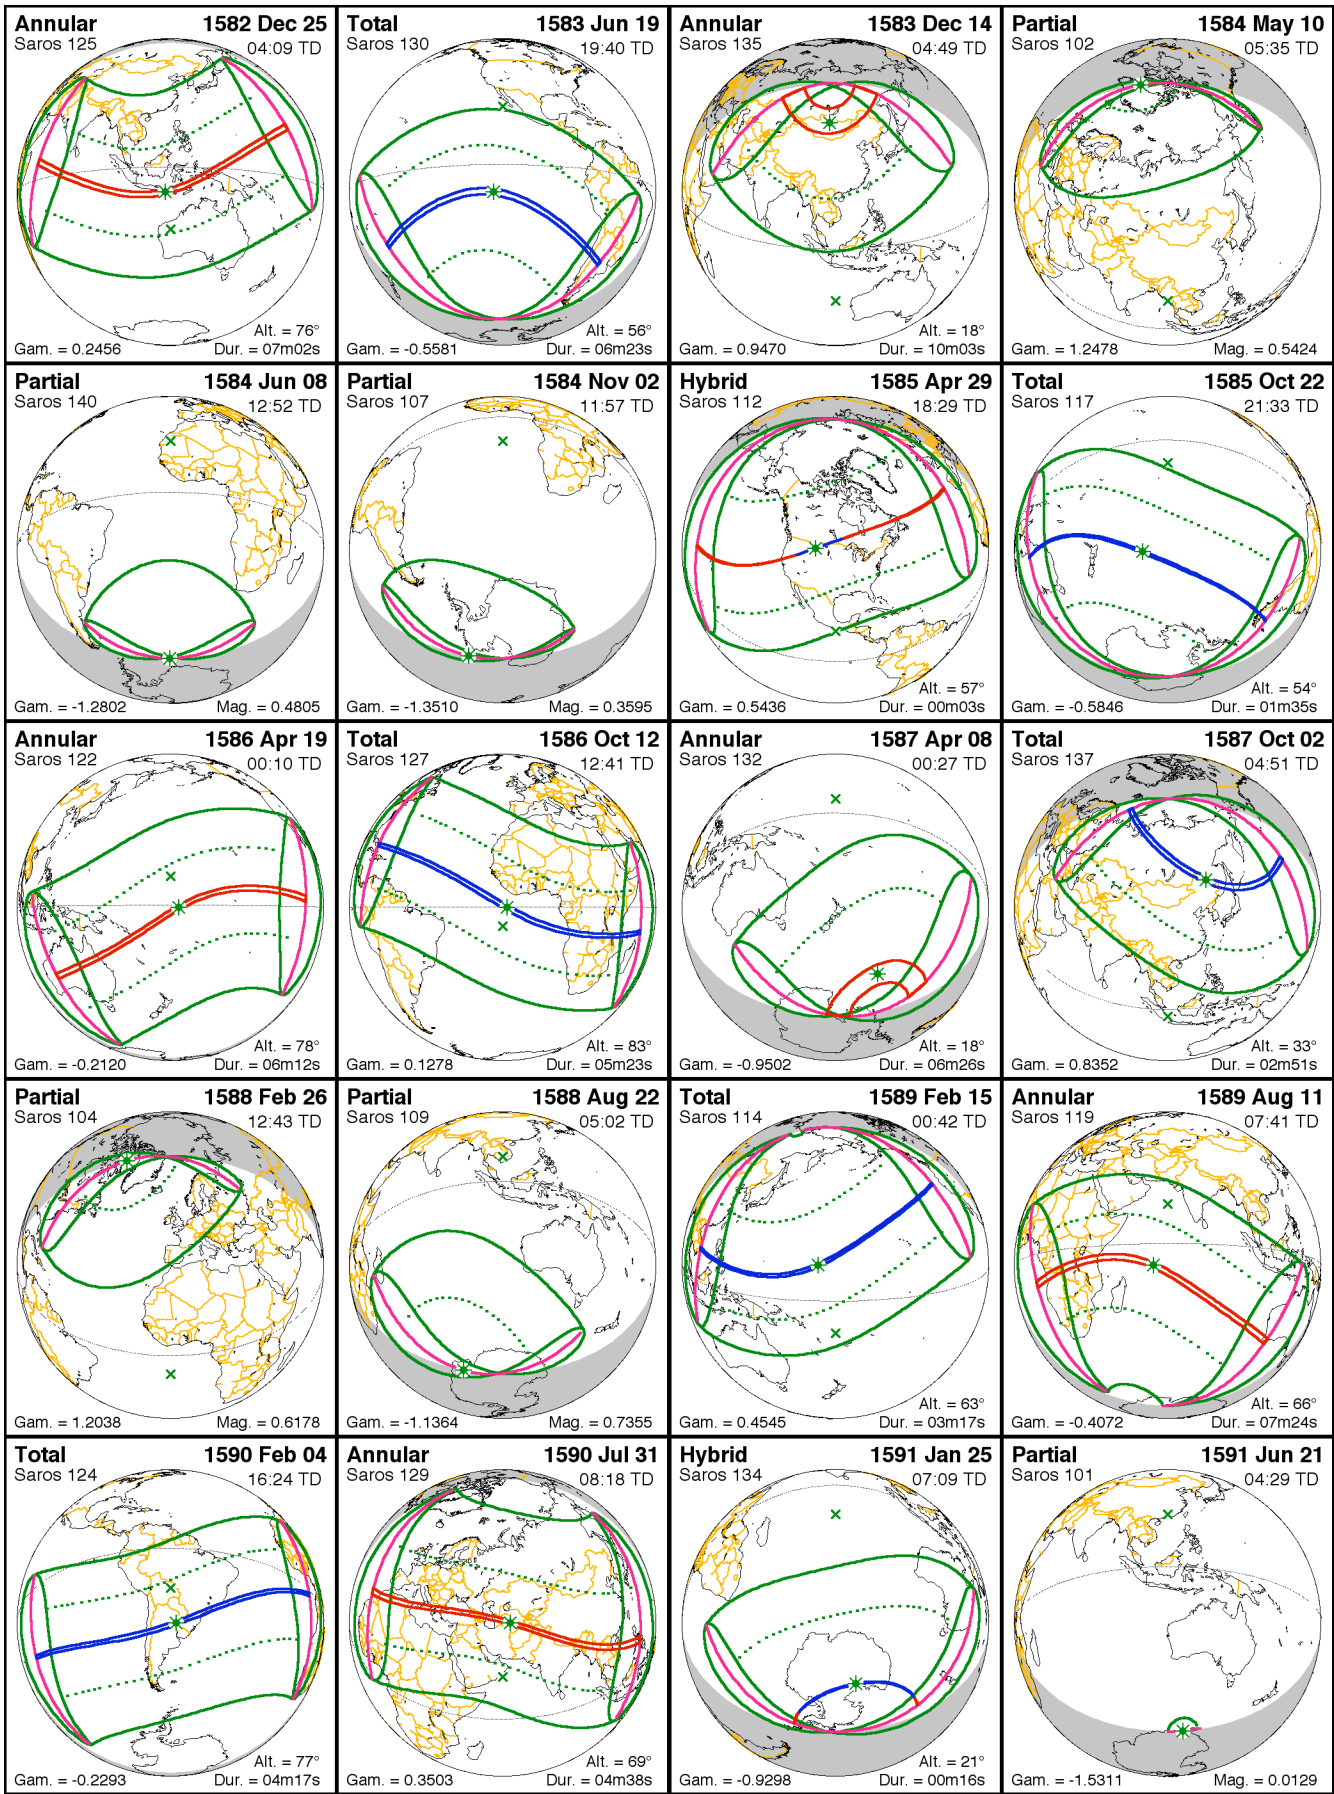 Annular 1582 Dec 25
Saros 125 04:09 TD
Alt. = 76°
Gam. = 0.2456 Dur. = 07m02s
Total 1583 Jun 19
Saros 130 19:40 TD
Alt. = 56°
Gam. = -0.5581 Dur. = 06m23s
Annular 1583 Dec 14
Saros 135 04:49 TD
Alt. = 18°
Gam. = 0.9470 Dur. = 10m03s
Partial 1584 May 10
Saros 102 05:35 TD
Gam. = 1.2478 Mag. = 0.5424
Partial 1584 Jun 08
Saros 140 12:52 TD
Gam. = -1.2802 Mag. = 0.4805
Partial 1584 Nov 02
Saros 107 11:57 TD
Gam. = -1.3510 Mag. = 0.3595
Hybrid 1585 Apr 29
Saros 112 18:29 TD
Alt. = 57°
Gam. = 0.5436 Dur. = 00m03s
Total 1585 Oct 22
Saros 117 21:33 TD
Alt. = 54°
Gam. = -0.5846 Dur. = 01m35s
Annular 1586 Apr 19
Saros 122 00:10 TD
Alt. = 78°
Gam. = -0.2120 Dur. = 06m12s
Total 1586 Oct 12
Saros 127 12:41 TD
Alt. = 83°
Gam. = 0.1278 Dur. = 05m23s
Annular 1587 Apr 08
Saros 132 00:27 TD
Alt. = 18°
Gam. = -0.9502 Dur. = 06m26s
Total 1587 Oct 02
Saros 137 04:51 TD
Alt. = 33°
Gam. = 0.8352 Dur. = 02m51s
Partial 1588 Feb 26
Saros 104 12:43 TD
Gam. = 1.2038 Mag. = 0.6178
Partial 1588 Aug 22
Saros 109 05:02 TD
Gam. = -1.1364 Mag. = 0.7355
Total 1589 Feb 15
Saros 114 00:42 TD
Alt. = 63°
Gam. = 0.4545 Dur. = 03m17s
Annular 1589 Aug 11
Saros 119 07:41 TD
Alt. = 66°
Gam. = -0.4072 Dur. = 07m24s
Total 1590 Feb 04
Saros 124 16:24 TD
Alt. = 77°
Gam. = -0.2293 Dur. = 04m17s
Annular 1590 Jul 31
Saros 129 08:18 TD
Alt. = 69°
Gam. = 0.3503 Dur. = 04m38s
Hybrid 1591 Jan 25
Saros 134 07:09 TD
Alt. = 21°
Gam. = -0.9298 Dur. = 00m16s
Partial 1591 Jun 21
Saros 101 04:29 TD
Gam. = -1.5311 Mag. = 0.0129